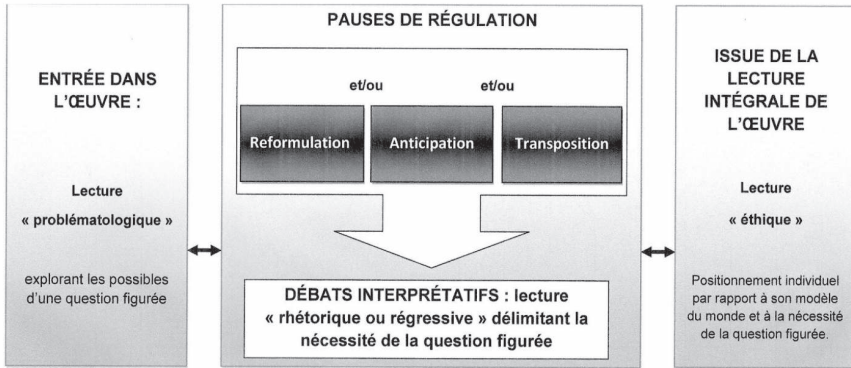 ENTRÉE DANS
L'ŒUVRE :
Lecture
« problématologique »
explorant les possibles
d'une question figurée
PAUSES DE RÉGULATION
et/ou
et/ou
Reformulation
Anticipation
Transposition
DÉBATS INTERPRÉTATIFS : lecture
« rhétorique ou régressive » délimitant la
nécessité de la question figurée
ISSUE DE LA
LECTURE
INTÉGRALE DE
L'ŒUVRE
Lecture
« éthique »
Positionnement individuel
par rapport à son modèle
du monde et à la nécessité
de la question figurée.